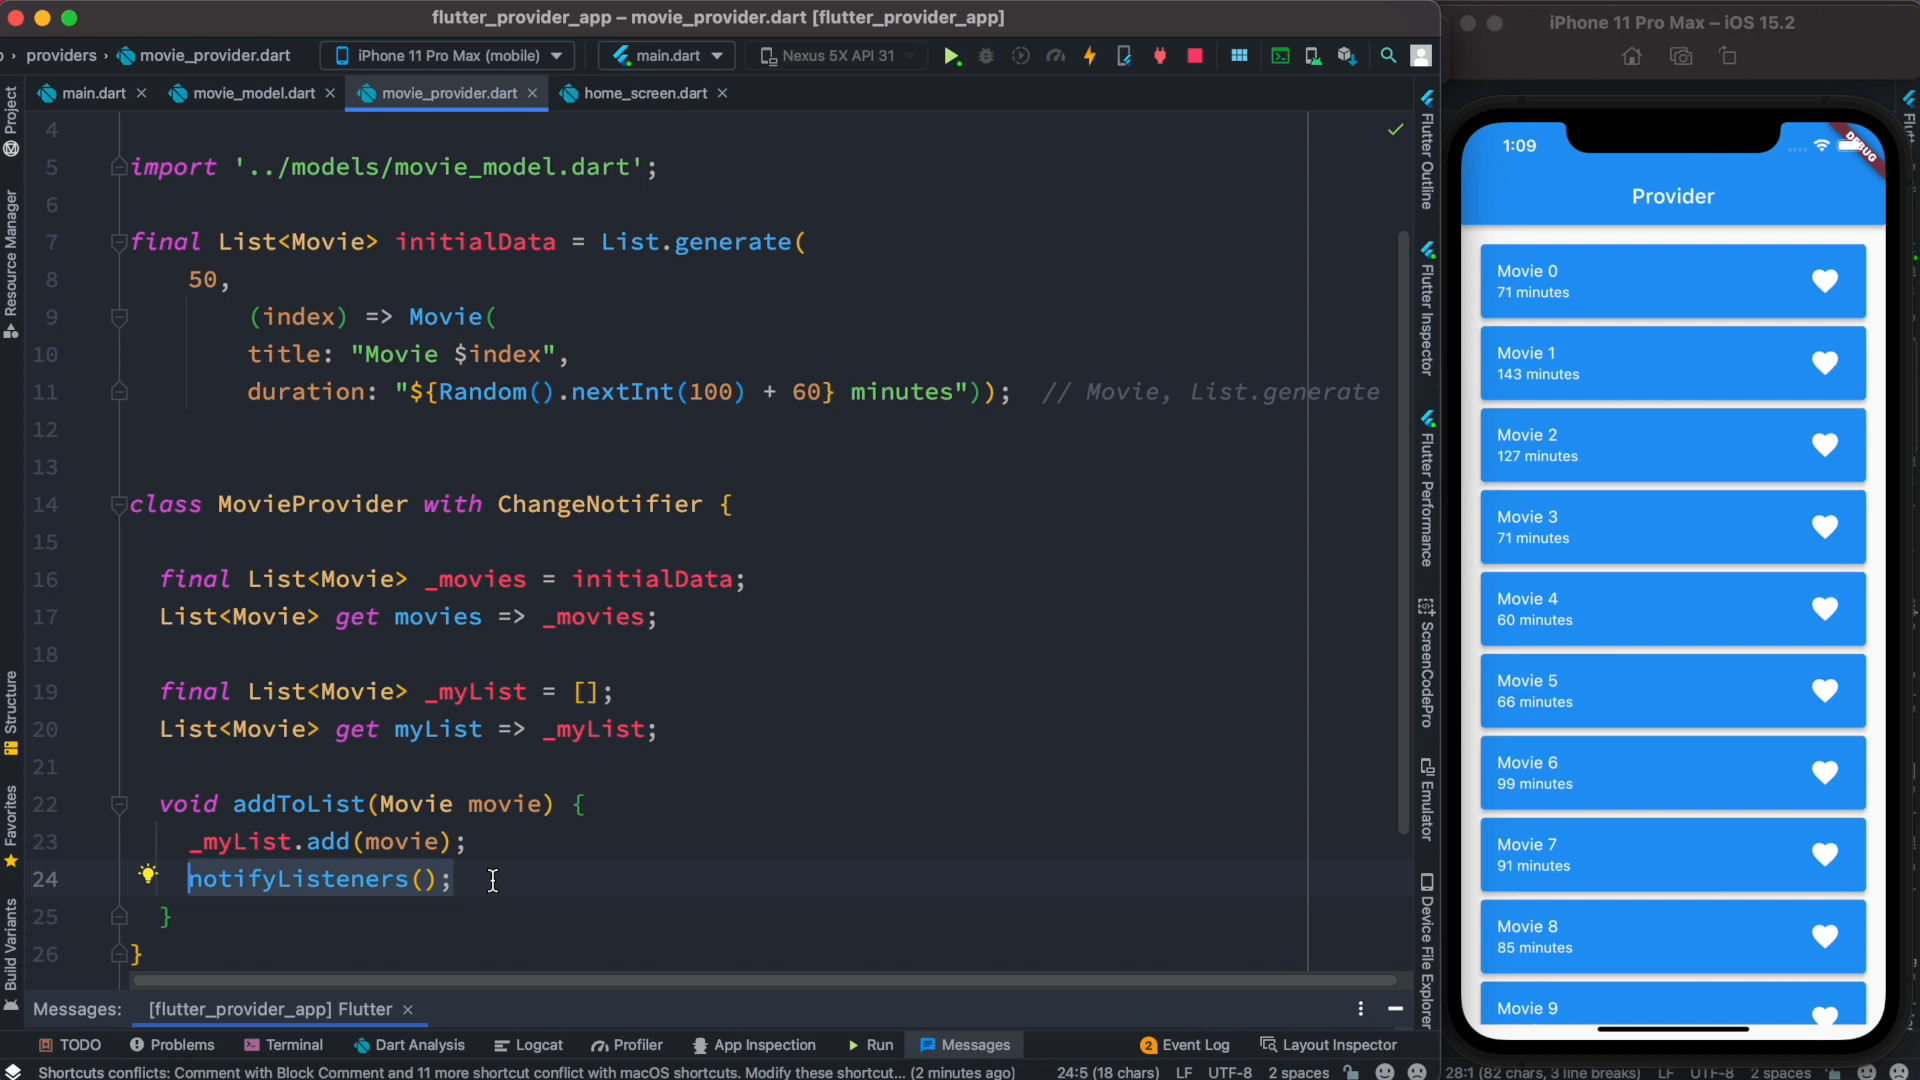 flutter_provider_app – movie_provider.dart [flutter_provider_app]
providers › movie_provider.dart
iPhone 11 Pro Max (mobile)
main.dart
Nexus 5X API 31
main.dart
movie_model.dart
movie_provider.dart
home_screen.dart
4
5 import '../models/movie_model.dart';
6
7 final List<Movie> initialData = List.generate(
8 50,
9 (index) => Movie(
10 title: "Movie $index",
11 duration: "${Random().nextInt(100) + 60} minutes")); // Movie, List.generate
12
13
14 class MovieProvider with ChangeNotifier {
15
16 final List<Movie> _movies = initialData;
17 List<Movie> get movies => _movies;
18
19 final List<Movie> _myList = [];
20 List<Movie> get myList => _myList;
21
22 void addToList(Movie movie) {
23 _myList.add(movie);
24 notifyListeners();
25 }
26 }
Project
Resource Manager
Structure
Favorites
Build Variants
Flutter Outline
Flutter Inspector
Flutter Performance
ScreenCodePro
Emulator
Device File Explorer
Messages:
[flutter_provider_app] Flutter
TODO
Problems
Terminal
Dart Analysis
Logcat
Profiler
App Inspection
Run
Messages
2 Event Log
Layout Inspector
Shortcuts conflicts: Comment with Block Comment and 11 more shortcut conflict with macOS shortcuts. Modify these shortcut... (2 minutes ago)
24:5 (18 chars)
LF
UTF-8
2 spaces
28:1 (82 chars, 3 line breaks)
LF
UTF-8
2 spaces
iPhone 11 Pro Max – iOS 15.2
1:09
DEBUG
Provider
Movie 0
71 minutes
Movie 1
143 minutes
Movie 2
127 minutes
Movie 3
71 minutes
Movie 4
60 minutes
Movie 5
66 minutes
Movie 6
99 minutes
Movie 7
91 minutes
Movie 8
85 minutes
Movie 9